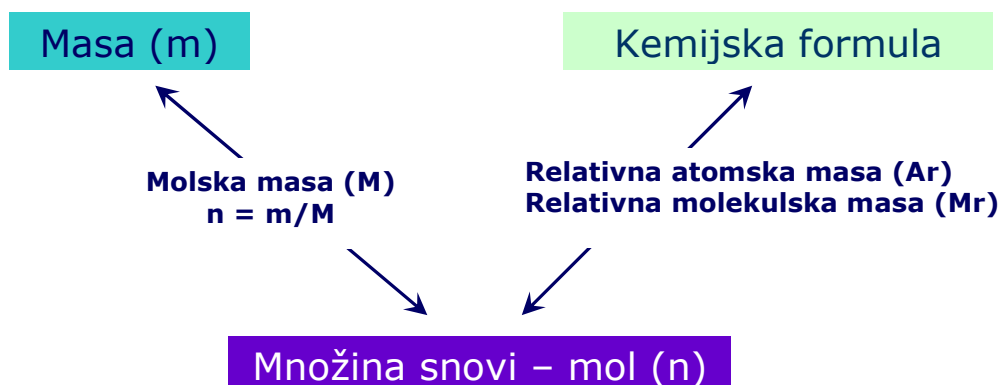 Masa (m)
Kemijska formula
Molska masa (M)
n = m/M
Relativna atomska masa (Ar)
Relativna molekulska masa (Mr)
Množina snovi – mol (n)